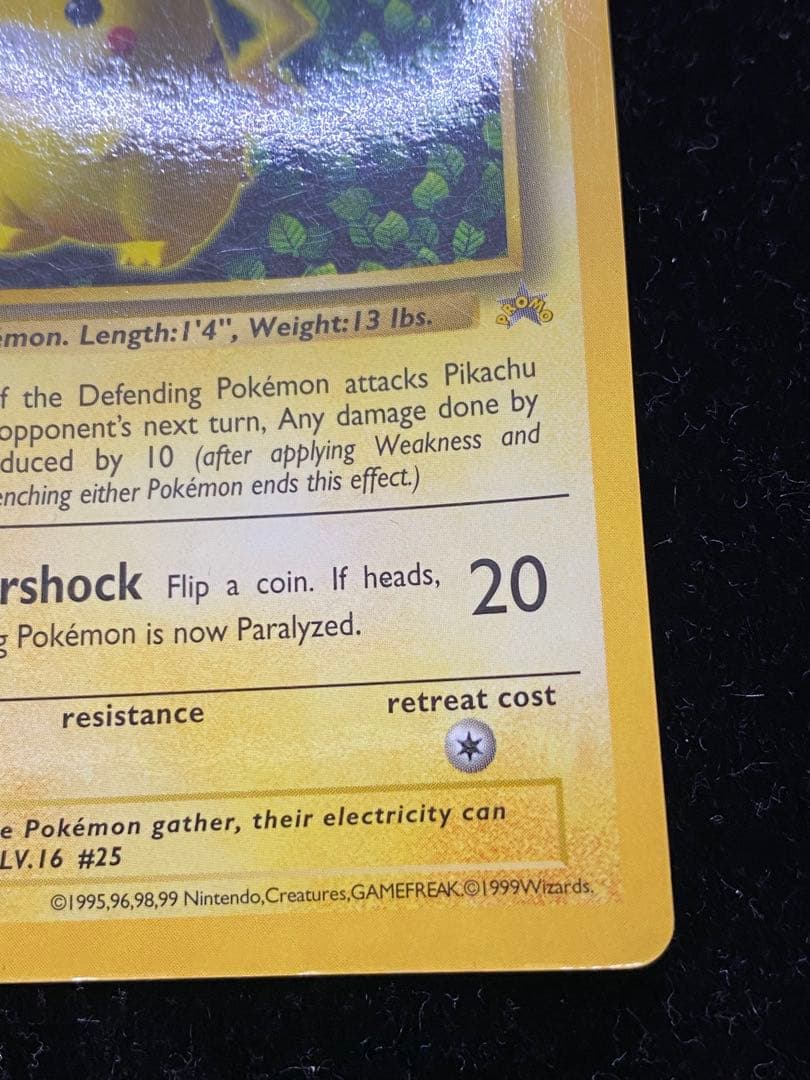 émon. Length:1'4", Weight:13 lbs.
PROMO
f the Defending Pokémon attacks Pikachu
opponent's next turn, Any damage done by
duced by 10 (after applying Weakness and
enching either Pokémon ends this effect.)
rshock Flip a coin. If heads, 20
g Pokémon is now Paralyzed.
resistance
retreat cost
e Pokémon gather, their electricity can
LV.16 #25
©1995,96,98,99 Nintendo,Creatures,GAMEFREAK.©1999Wizards.